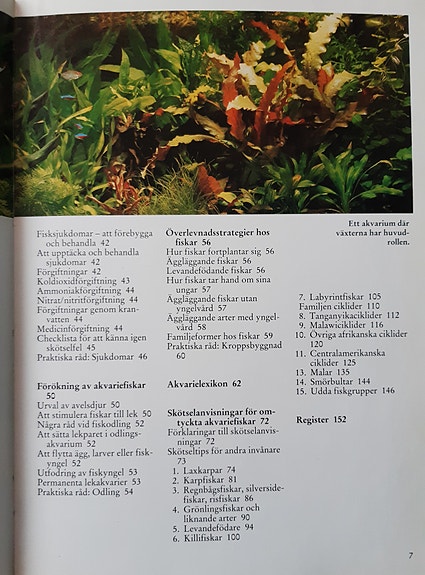 Fisksjukdomar – att förebygga
och behandla 42
Att upptäcka och behandla
sjukdomar 42
Förgiftningar 42
Koldioxidförgiftning 43
Ammoniakförgiftning 44
Nitrat/nitritförgiftning 44
Förgiftningar genom kran-
vatten 44
Medicinförgiftning 44
Checklista för att känna igen
skötselfel 45
Praktiska råd: Sjukdomar 46
Förökning av akvariefiskar
50
Urval av avelsdjur 50
Att stimulera fiskar till lek 50
Några råd vid fiskodling 52
Att sätta lekparet i odlings-
akvarium 52
Att flytta ägg, larver eller fisk-
yngel 52
Utfodring av fiskyngel 53
Permanenta lekakvarier 53
Praktiska råd: Odling 54
Överlevnadsstrategier hos
fiskar 56
Hur fiskar fortplantar sig 56
Äggläggande fiskar 56
Levandefödande fiskar 56
Hur fiskar tar hand om sina
ungar 57
Äggläggande fiskar utan
yngelvård 57
Äggläggande arter med yngel-
vård 58
Familjeformer hos fiskar 59
Praktiska råd: Kroppsbyggnad
60
Akvarielexikon 62
Skötselanvisningar för om-
tyckta akvariefiskar 72
Förklaringar till skötselanvis-
ningar 72
Skötseltips för andra invånare
73
1. Laxkarpar 74
2. Karpfiskar 81
3. Regnbågsfiskar, silverside-
fiskar, risfiskar 86
4. Grönlingsfiskar och
liknande arter 90
5. Levandefödare 94
6. Killifiskar 100
Ett akvarium där
växterna har huvud-
rollen.
7. Labyrintfiskar 105
Familjen ciklider 110
8. Tanganyikaciklider 112
9. Malawiciklider 116
10. Övriga afrikanska ciklider
120
11. Centralamerikanska
ciklider 125
13. Malar 135
14. Smörbultar 144
15. Udda fiskgrupper 146
Register 152
7